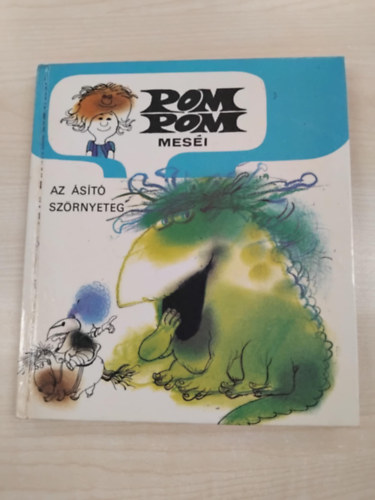 POM
POM
MESÉI
AZ ÁSÍTÓ
SZÖRNYETEG